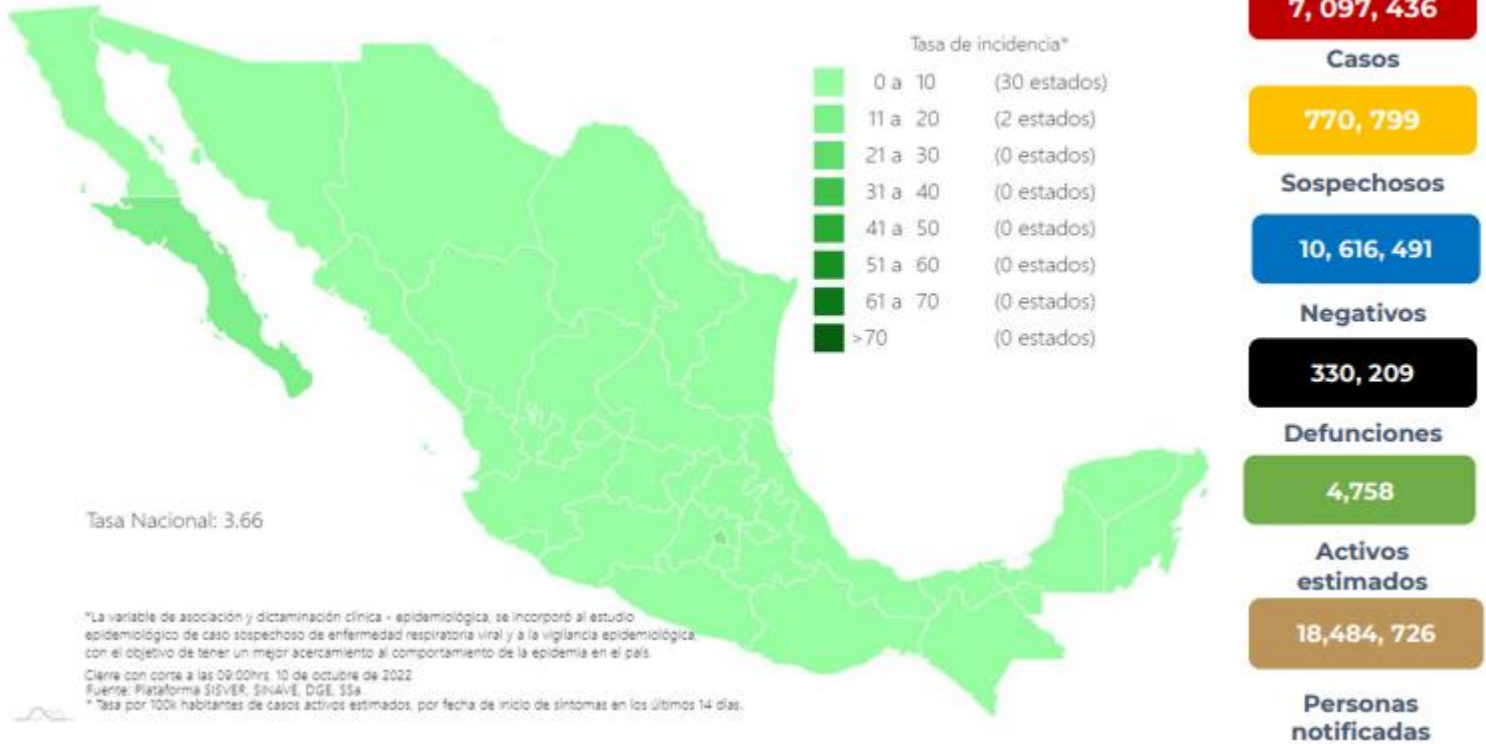 Tasa de incidencia*
0 a 10 (30 estados)
11 a 20 (2 estados)
21 a 30 (0 estados)
31 a 40 (0 estados)
41 a 50 (0 estados)
51 a 60 (0 estados)
61 a 70 (0 estados)
>70 (0 estados)
Tasa Nacional: 3.66
*La variable de asociación y dictaminación clínica - epidemiológica, se incorporó al estudio
epidemiológico de caso sospechoso de enfermedad respiratoria viral y a la vigilancia epidemiológica,
con el objetivo de tener un mejor acercamiento al comportamiento de la epidemia en el país.
Cierre con corte a las 09:00hrs, 10 de octubre de 2022
Fuente: Plataforma SISVER, SINAVE, DGE, SSa.
* Tasa por 100k habitantes de casos activos estimados, por fecha de inicio de síntomas en los últimos 14 días.
7, 097, 436
Casos
770, 799
Sospechosos
10, 616, 491
Negativos
330, 209
Defunciones
4,758
Activos
estimados
18,484, 726
Personas
notificadas